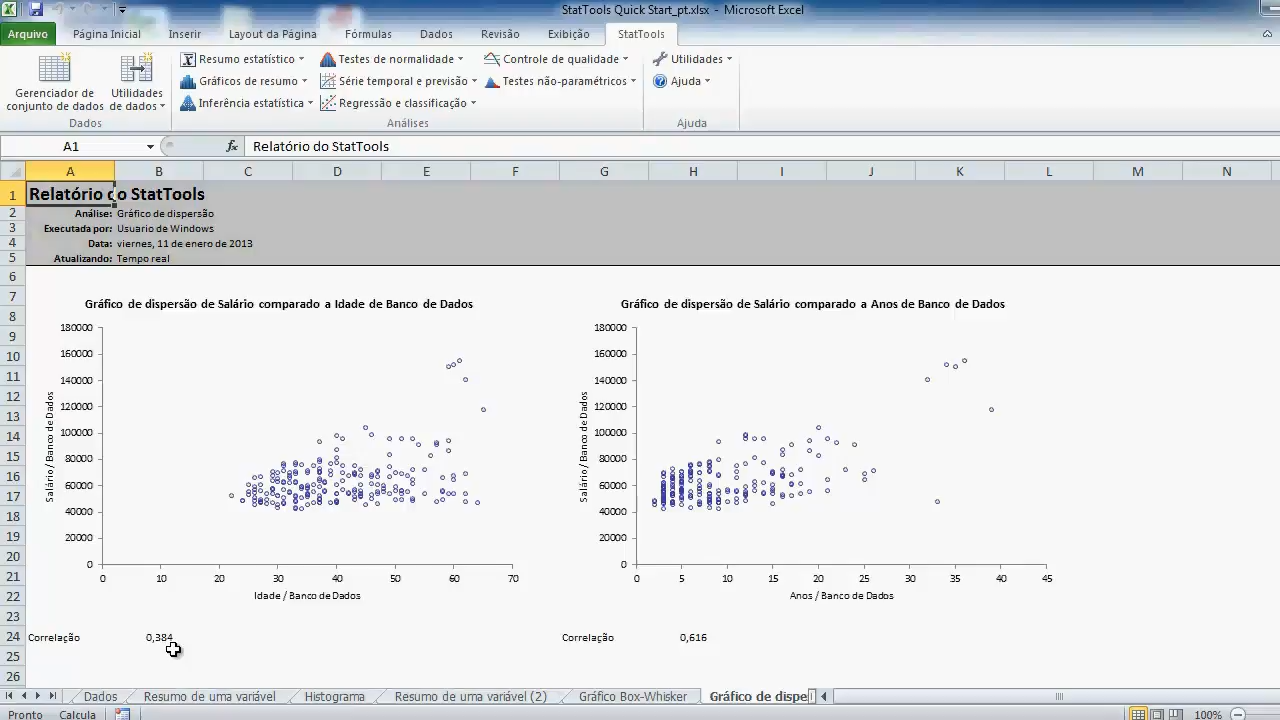 StatTools Quick Start_pt.xlsx - Microsoft Excel
Arquivo Página Inicial Inserir Layout da Página Fórmulas Dados Revisão Exibição StatTools
Gerenciador de conjunto de dados
Utilidades de dados
Dados
Resumo estatístico Testes de normalidade Controle de qualidade
Gráficos de resumo Série temporal e previsão Testes não-paramétricos
Inferência estatística Regressão e classificação
Análises
Utilidades
Ajuda
Ajuda
A1 fx Relatório do StatTools
A B C D E F G H I J K L M N
1 Relatório do StatTools
2 Análise: Gráfico de dispersão
3 Executada por: Usuario de Windows
4 Data: viernes, 11 de enero de 2013
5 Atualizando: Tempo real
6
7
8
9
10
11
12
13
14
15
16
17
18
19
20
21
22
23
24
25
26
Gráfico de dispersão de Salário comparado a Idade de Banco de Dados
180000
160000
140000
120000
100000
80000
60000
40000
20000
0
Salário / Banco de Dados
0 10 20 30 40 50 60 70
Idade / Banco de Dados
Correlação 0,384
Gráfico de dispersão de Salário comparado a Anos de Banco de Dados
180000
160000
140000
120000
100000
80000
60000
40000
20000
0
Salário / Banco de Dados
0 5 10 15 20 25 30 35 40 45
Anos / Banco de Dados
Correlação 0,616
Dados Resumo de uma variável Histograma Resumo de uma variável (2) Gráfico Box-Whisker Gráfico de dispe
Pronto Calcula 100%